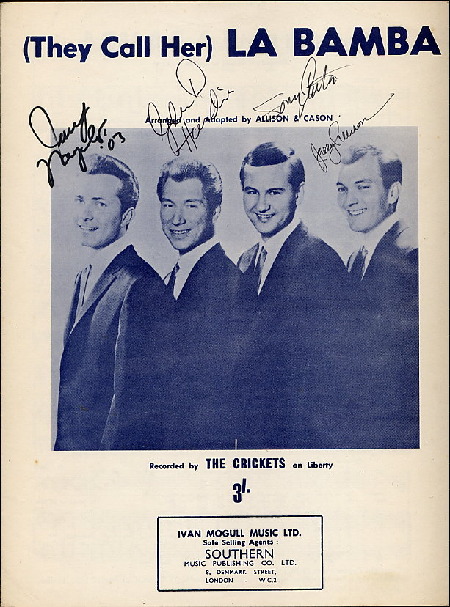 (They Call Her) LA BAMBA
Arranged and Adopted by ALLISON & CASON
Recorded by THE CRICKETS on Liberty
3/-
IVAN MOGULL MUSIC LTD.
Sole Selling Agents :
SOUTHERN
MUSIC PUBLISHING CO. LTD.
8, DENMARK STREET,
LONDON W.C.2